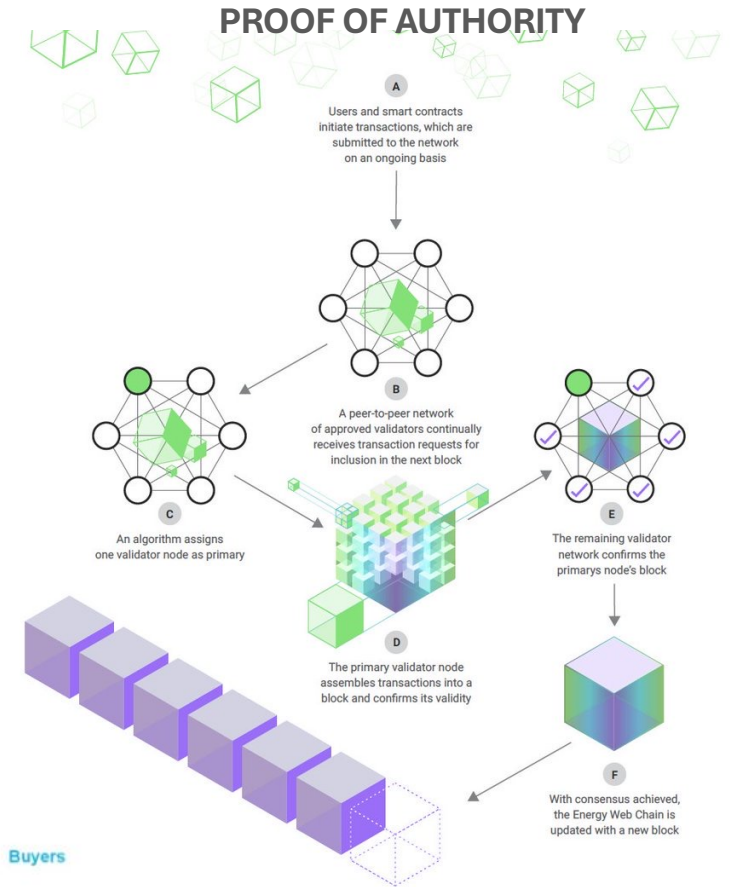 PROOF OF AUTHORITY
A
Users and smart contracts
initiate transactions, which are
submitted to the network
on an ongoing basis
B
A peer-to-peer network
of approved validators continually
receives transaction requests for
inclusion in the next block
C
An algorithm assigns
one validator node as primary
D
The primary validator node
assembles transactions into a
block and confirms its validity
E
The remaining validator
network confirms the
primarys node's block
F
With consensus achieved,
the Energy Web Chain is
updated with a new block
Buyers